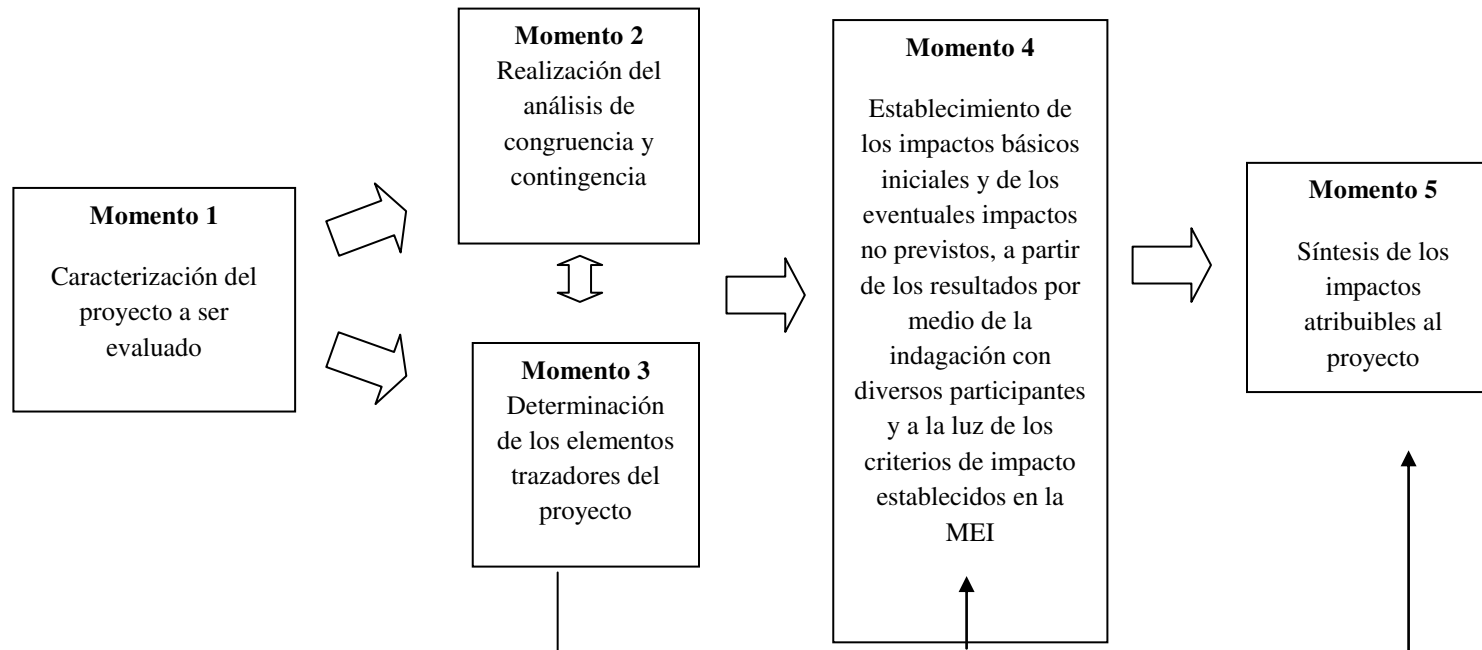 Momento 1
Caracterización del
proyecto a ser
evaluado
Momento 2
Realización del
análisis de
congruencia y
contingencia
Momento 3
Determinación
de los elementos
trazadores del
proyecto
Momento 4
Establecimiento de
los impactos básicos
iniciales y de los
eventuales impactos
no previstos, a partir
de los resultados por
medio de la
indagación con
diversos participantes
y a la luz de los
criterios de impacto
establecidos en la
MEI
Momento 5
Síntesis de los
impactos
atribuibles al
proyecto